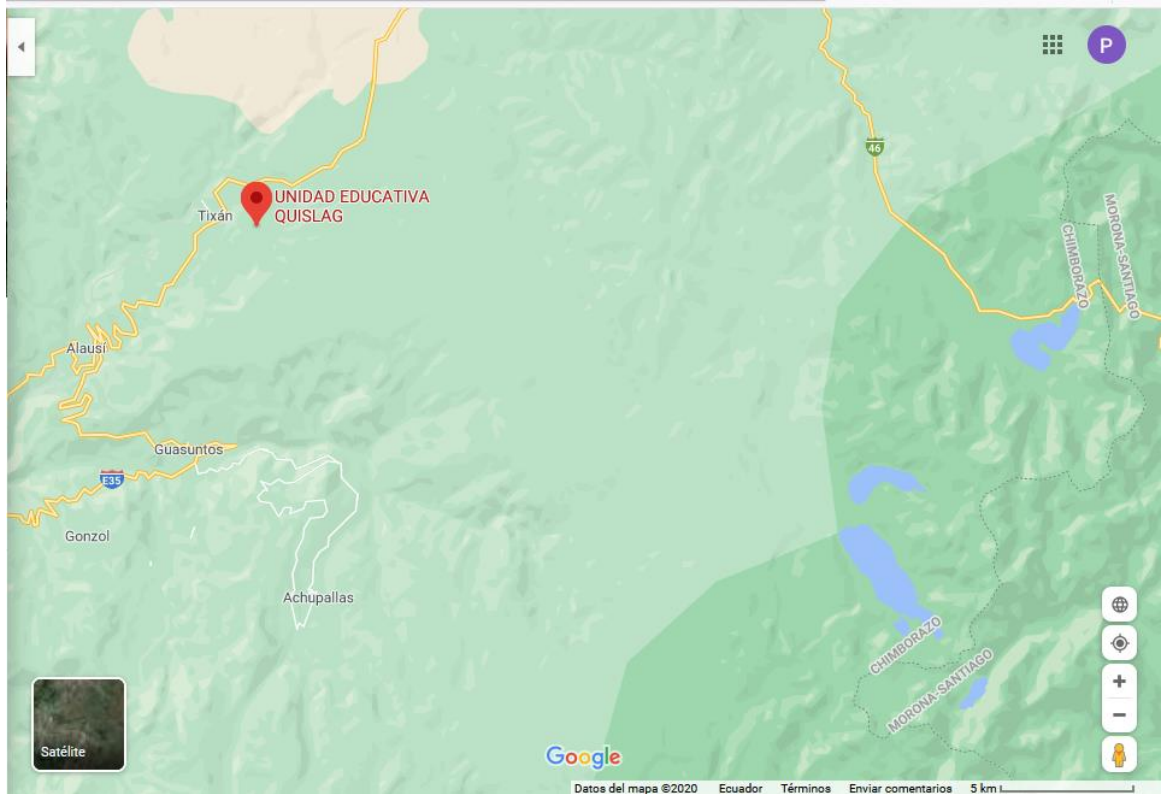 P
46
UNIDAD EDUCATIVA
QUISLAG
Tixán
CHIMBORAZO
MORONA-SANTIAGO
Alausí
Guasuntos
E35
Gonzol
Achupallas
CHIMBORAZO
MORONA-SANTIAGO
Satélite
Google
Datos del mapa ©2020 Ecuador Términos Enviar comentarios 5 km